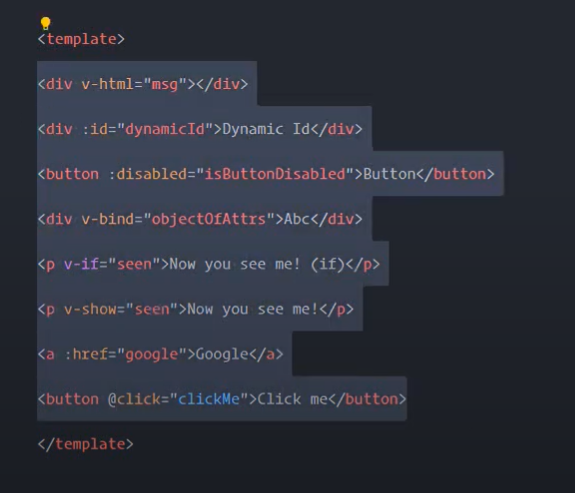 <template>
<div v-html="msg"></div>
<div :id="dynamicId">Dynamic Id</div>
<button :disabled="isButtonDisabled">Button</button>
<div v-bind="objectOfAttrs">Abc</div>
<p v-if="seen">Now you see me! (if)</p>
<p v-show="seen">Now you see me!</p>
<a :href="google">Google</a>
<button @click="clickMe">Click me</button>
</template>